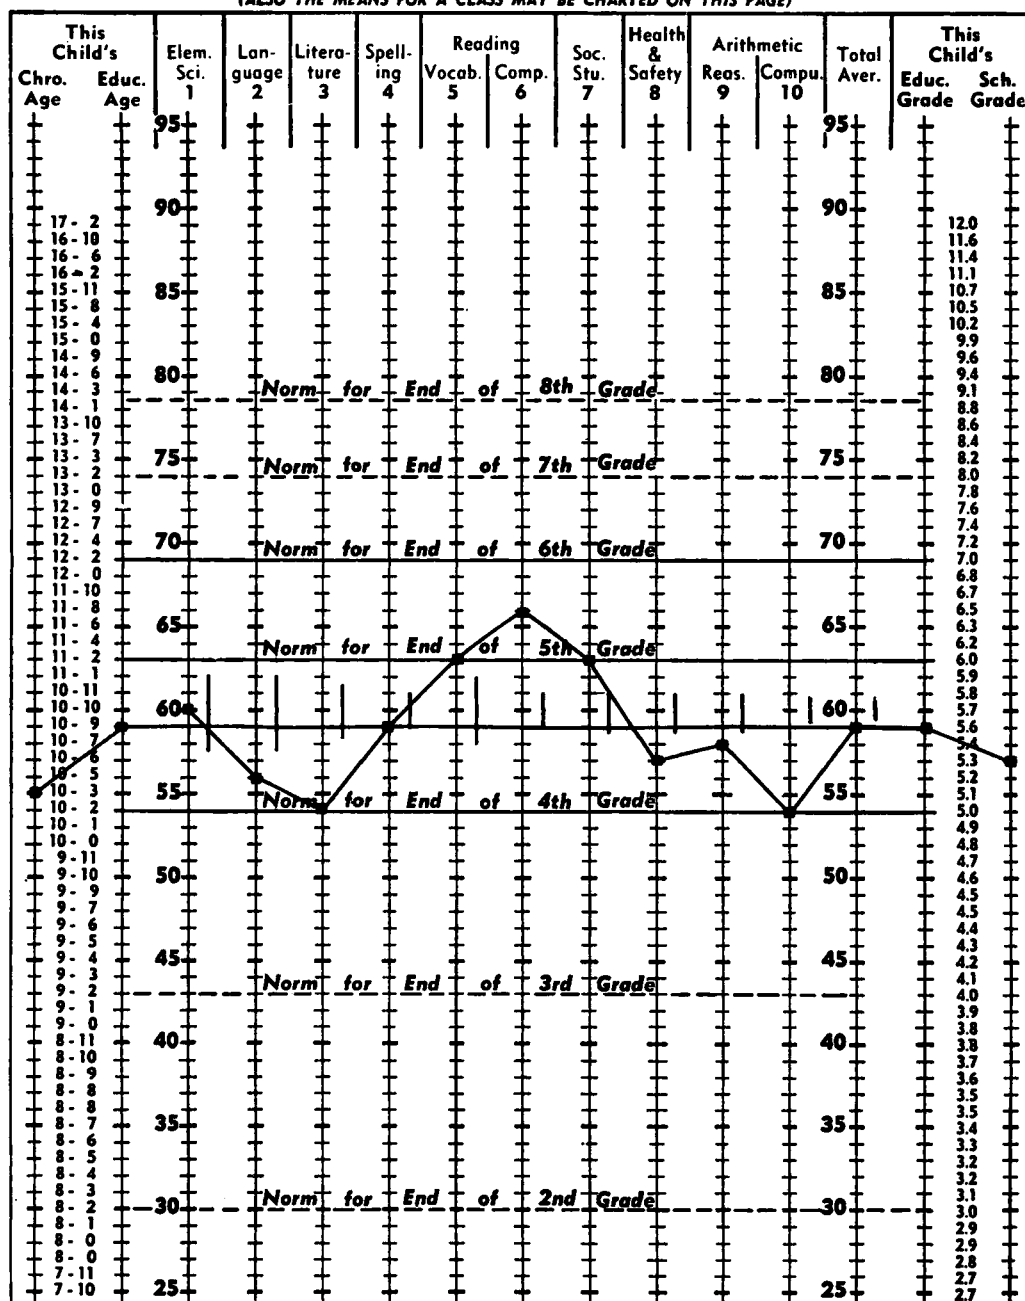 (ALSO THE MEANS FOR A CLASS MAY BE CHARTED ON THIS PAGE)
This Child's
Chro. Age
Educ. Age
Elem. Sci. 1
Lan-guage 2
Litera-ture 3
Spell-ing 4
Reading
Vocab. 5
Comp. 6
Soc. Stu. 7
Health & Safety 8
Arithmetic
Reas. 9
Compu. 10
Total Aver.
This Child's
Educ. Grade
Sch. Grade
95 95
90 90
17 - 2 12.0
16 - 10 11.6
16 - 6 11.4
16 - 2 11.1
15 - 11 85 85 10.7
15 - 8 10.5
15 - 4 10.2
15 - 0 9.9
14 - 9 9.6
14 - 6 80 80 9.4
14 - 3 Norm for End of 8th Grade 9.1
14 - 1 8.8
13 - 10 8.6
13 - 7 8.4
13 - 3 75 Norm for End of 7th Grade 75 8.2
13 - 2 8.0
13 - 0 7.8
12 - 9 7.6
12 - 7 7.4
12 - 4 70 Norm for End of 6th Grade 70 7.2
12 - 2 7.0
12 - 0 6.8
11 - 10 6.7
11 - 8 6.5
11 - 6 65 65 6.3
11 - 4 Norm for End of 5th Grade 6.2
11 - 2 6.0
11 - 1 5.9
10 - 11 5.8
10 - 10 60 60 5.7
10 - 9 5.6
10 - 7 5.4
10 - 6 5.3
10 - 5 5.2
10 - 3 55 Norm for End of 4th Grade 55 5.1
10 - 2 5.0
10 - 1 4.9
10 - 0 4.8
9 - 11 4.7
9 - 10 50 50 4.6
9 - 9 4.5
9 - 7 4.5
9 - 6 4.4
9 - 5 4.3
9 - 4 45 45 4.2
9 - 3 Norm for End of 3rd Grade 4.1
9 - 2 4.0
9 - 1 3.9
9 - 0 3.8
8 - 11 40 40 3.8
8 - 10 3.7
8 - 9 3.6
8 - 8 3.5
8 - 8 3.5
8 - 7 35 35 3.4
8 - 6 3.3
8 - 5 3.2
8 - 4 3.2
8 - 3 3.1
8 - 2 30 Norm for End of 2nd Grade 30 3.0
8 - 1 2.9
8 - 0 2.9
8 - 0 2.8
7 - 11 2.7
7 - 10 25 25 2.7